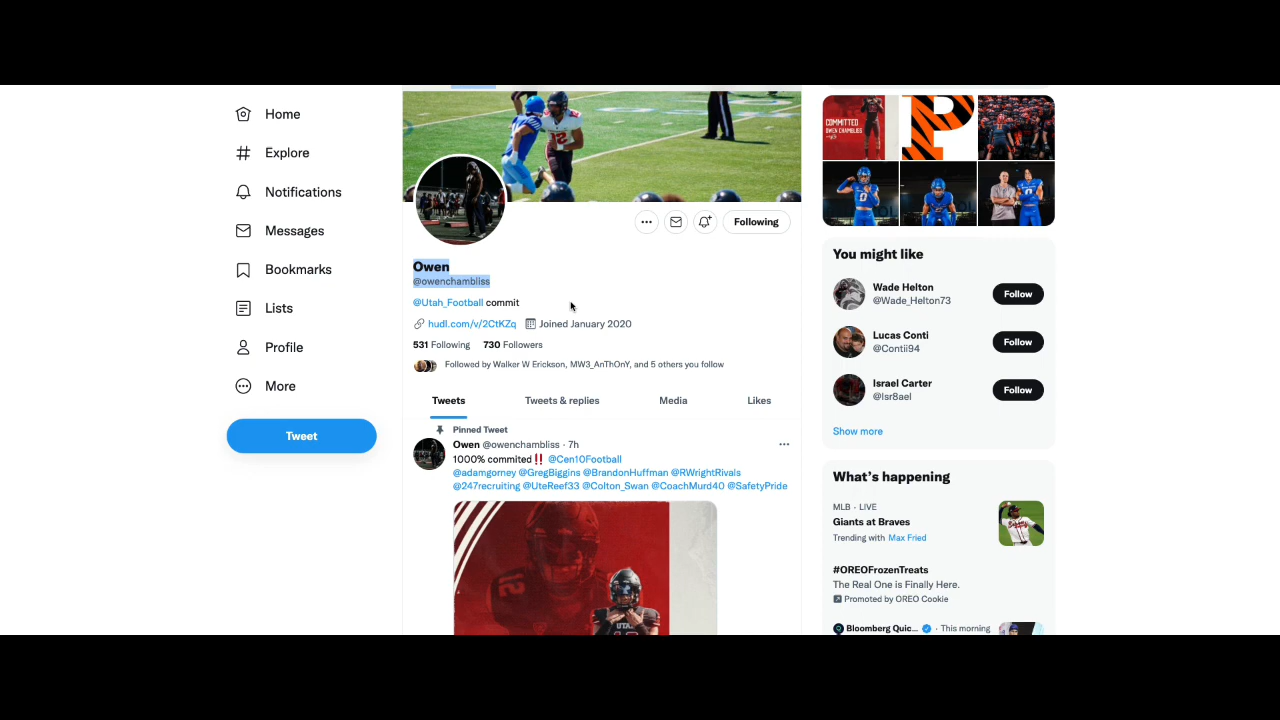 Home
Explore
Notifications
Messages
Bookmarks
Lists
Profile
More
Tweet
Following
Owen
@owenchambliss
@Utah_Football commit
hudl.com/v/2CtKZq Joined January 2020
531 Following 730 Followers
Followed by Walker W Erickson, MW3_AnThOnY, and 5 others you follow
Tweets Tweets & replies Media Likes
Pinned Tweet
Owen @owenchambliss · 7h
1000% commited‼️ @Cen10Football
@adamgorney @GregBiggins @BrandonHuffman @RWrightRivals
@247recruiting @UteReef33 @Colton_Swan @CoachMurd40 @SafetyPride
12
UTA
COMMITTED
OWEN CHAMBLISS
P
You might like
Wade Helton
@Wade_Helton73
Follow
Lucas Conti
@Contii94
Follow
Israel Carter
@Isr8ael
Follow
Show more
What's happening
MLB · LIVE
Giants at Braves
Trending with Max Fried
#OREOFrozenTreats
The Real One is Finally Here.
Promoted by OREO Cookie
Bloomberg Quic... · This morning